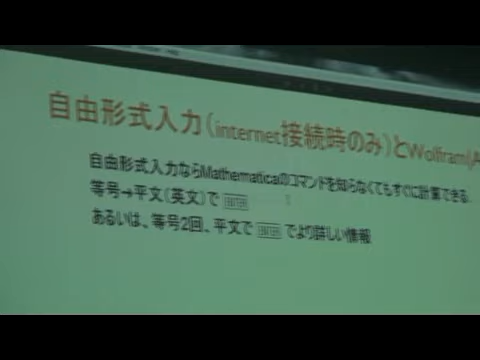 自由形式入力(internet接続時のみ)とWolfram|A
自由形式入力ならMathematicaのコマンドを知らなくてもすぐに計算できる.
等号→平文(英文)で
あるいは、等号2回、平文で でより詳しい情報